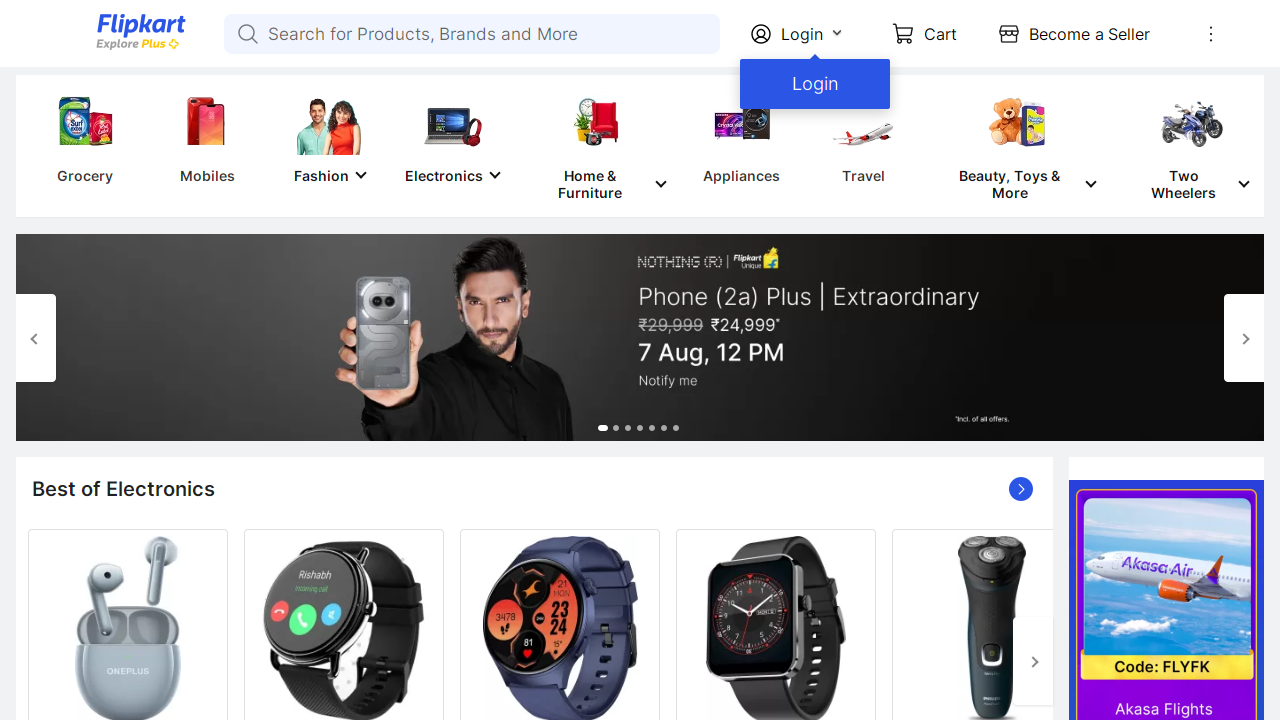 Flipkart
Explore Plus
Search for Products, Brands and More
Login
Cart
Become a Seller
Login
Grocery
Mobiles
Fashion
Electronics
Home &
Furniture
Appliances
Travel
Beauty, Toys &
More
Two
Wheelers
NOTHING (R) | Flipkart
Unique
Phone (2a) Plus | Extraordinary
₹29,999 ₹24,999*
7 Aug, 12 PM
Notify me
*Incl. of all offers.
Best of Electronics
Akasa Air
Code: FLYFK
Akasa Flights
ONEPLUS
Rishabh
incoming call
21
MON
23
24
3478
81
15°